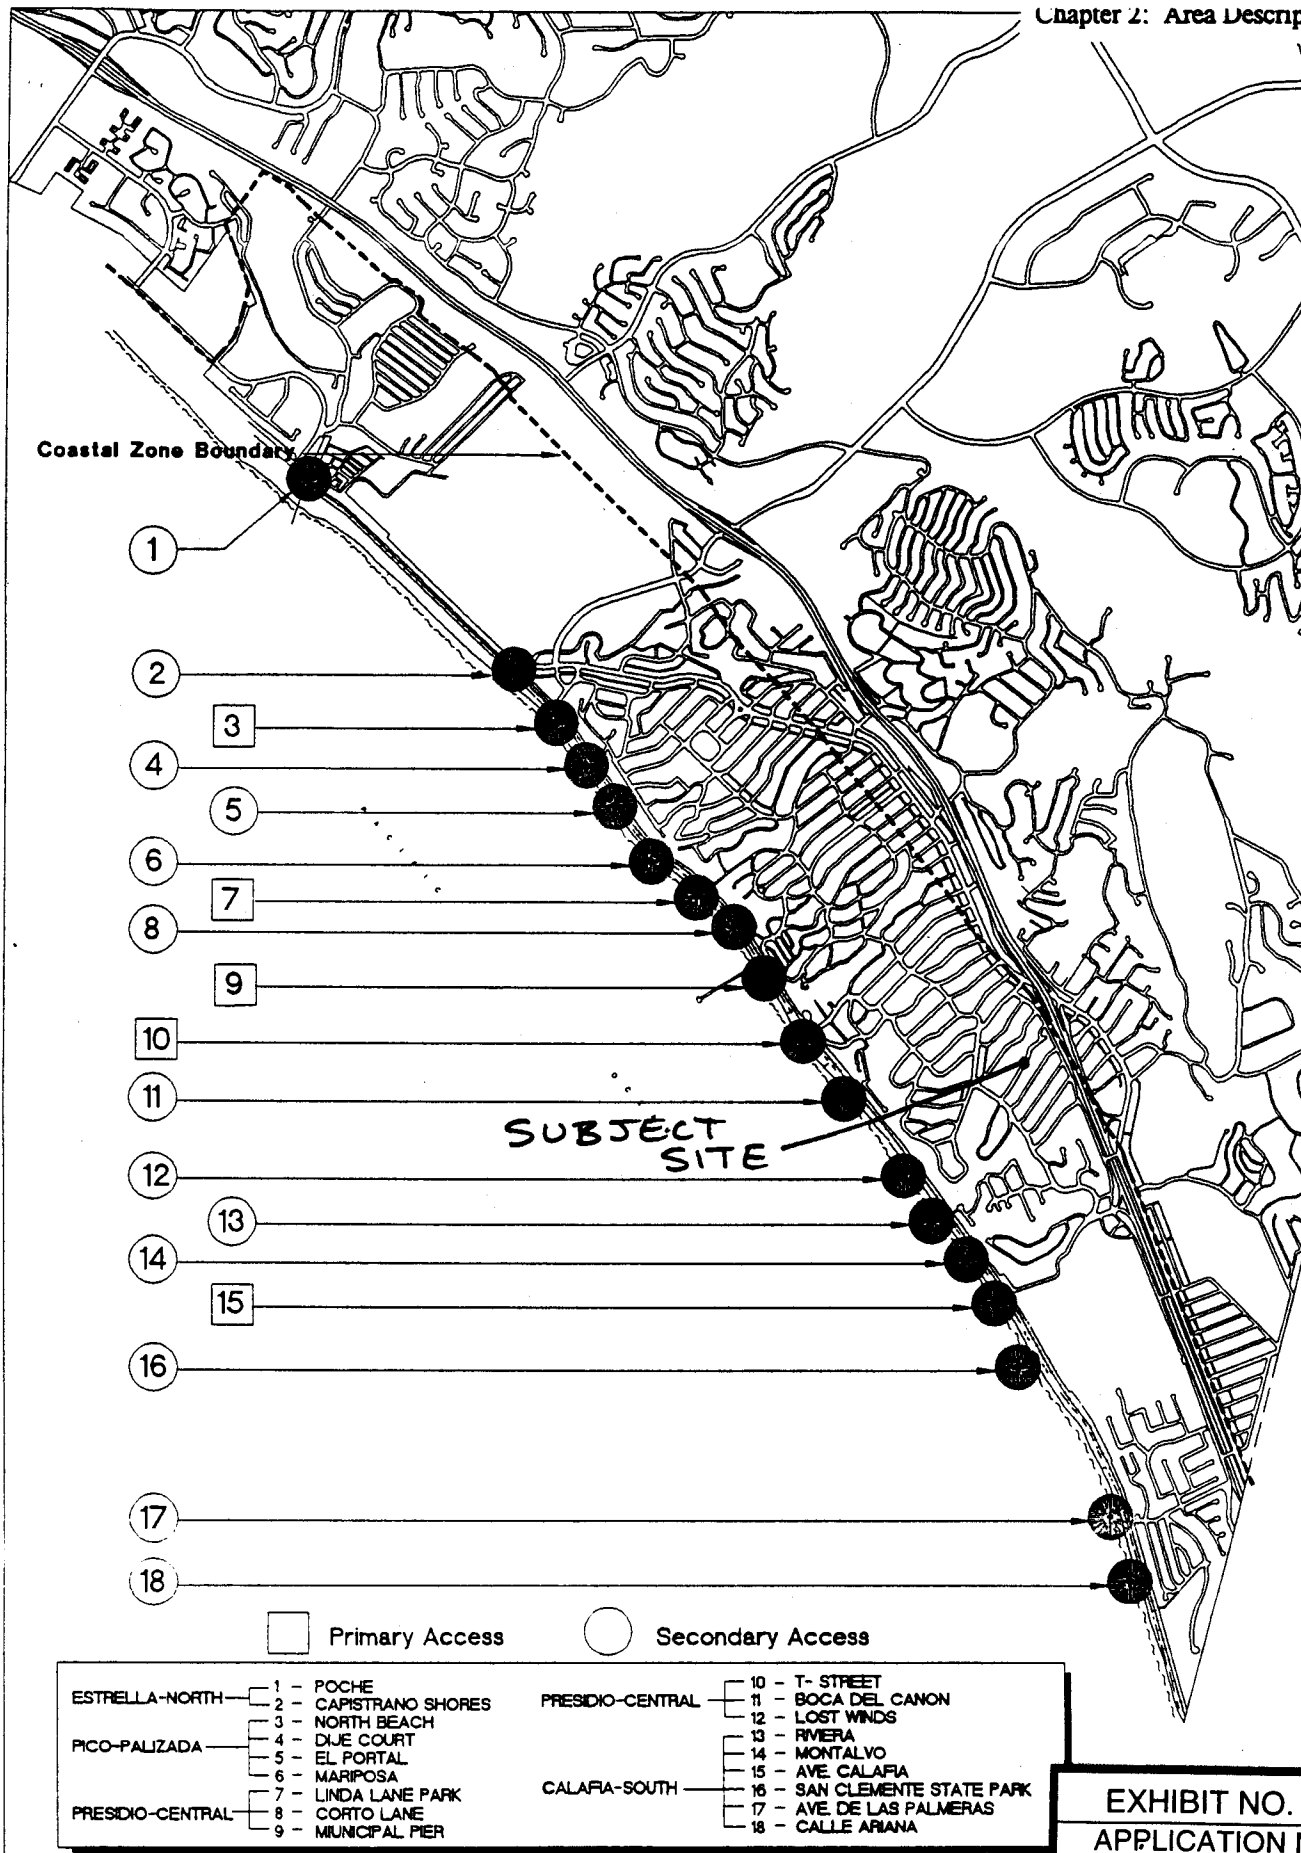 Chapter 2: Area Descrip
Coastal Zone Boundary
1
2
3
4
5
6
7
8
9
10
11
12
13
14
15
16
17
18
SUBJECT
SITE
Primary Access
Secondary Access
ESTRELLA-NORTH
1 - POCHE
2 - CAPISTRANO SHORES
PICO-PALIZADA
3 - NORTH BEACH
4 - DIJE COURT
5 - EL PORTAL
6 - MARIPOSA
PRESIDIO-CENTRAL
7 - LINDA LANE PARK
8 - CORTO LANE
9 - MUNICIPAL PIER
PRESIDIO-CENTRAL
10 - T- STREET
11 - BOCA DEL CANON
12 - LOST WINDS
CALAFIA-SOUTH
13 - RIVIERA
14 - MONTALVO
15 - AVE. CALAFIA
16 - SAN CLEMENTE STATE PARK
17 - AVE. DE LAS PALMERAS
18 - CALLE ARIANA
EXHIBIT NO.
APPLICATION N